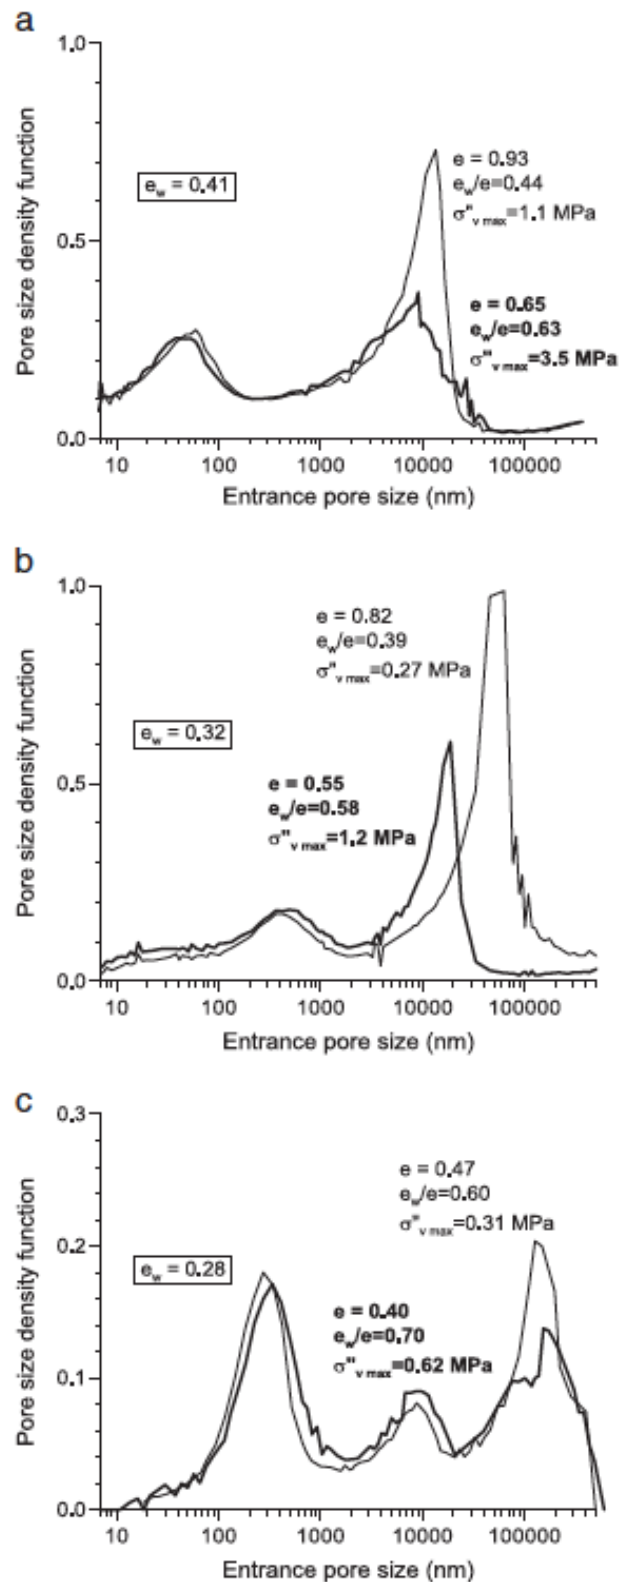 a
1.0
0.5
0.0
Pore size density function
e_w = 0.41
e = 0.93
e_w/e=0.44
σ"_v max=1.1 MPa
e = 0.65
e_w/e=0.63
σ"_v max=3.5 MPa
10 100 1000 10000 100000
Entrance pore size (nm)
b
1.0
0.5
0.0
Pore size density function
e = 0.82
e_w/e=0.39
σ"_v max=0.27 MPa
e_w = 0.32
e = 0.55
e_w/e=0.58
σ"_v max=1.2 MPa
10 100 1000 10000 100000
Entrance pore size (nm)
c
0.3
0.2
0.1
0.0
Pore size density function
e = 0.47
e_w/e=0.60
σ"_v max=0.31 MPa
e_w = 0.28
e = 0.40
e_w/e=0.70
σ"_v max=0.62 MPa
10 100 1000 10000 100000
Entrance pore size (nm)